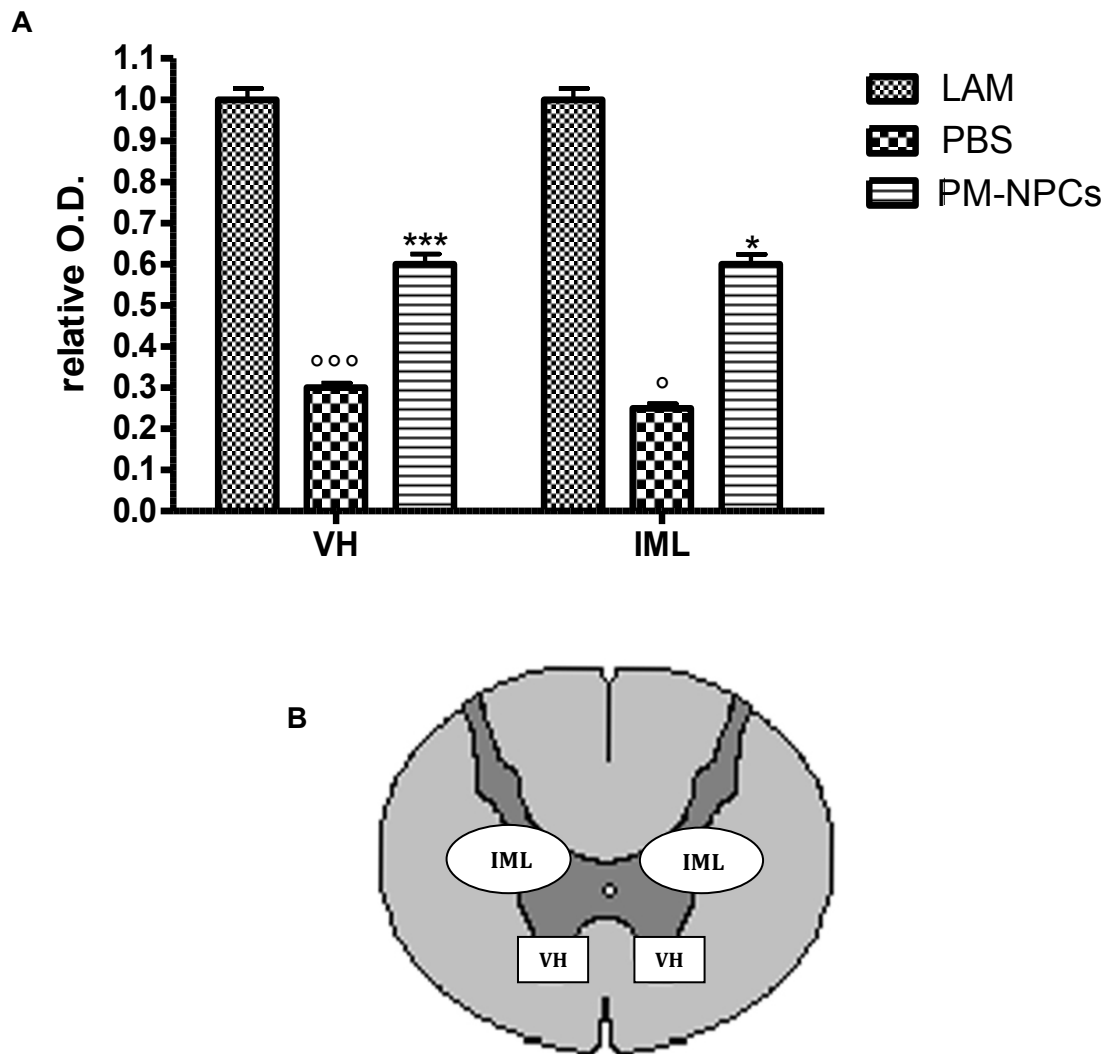 A
relative O.D.
1.1
1.0
0.9
0.8
0.7
0.6
0.5
0.4
0.3
0.2
0.1
0.0
°°°
***
°
*
VH
IML
LAM
PBS
PM-NPCs
B
IML
IML
VH
VH